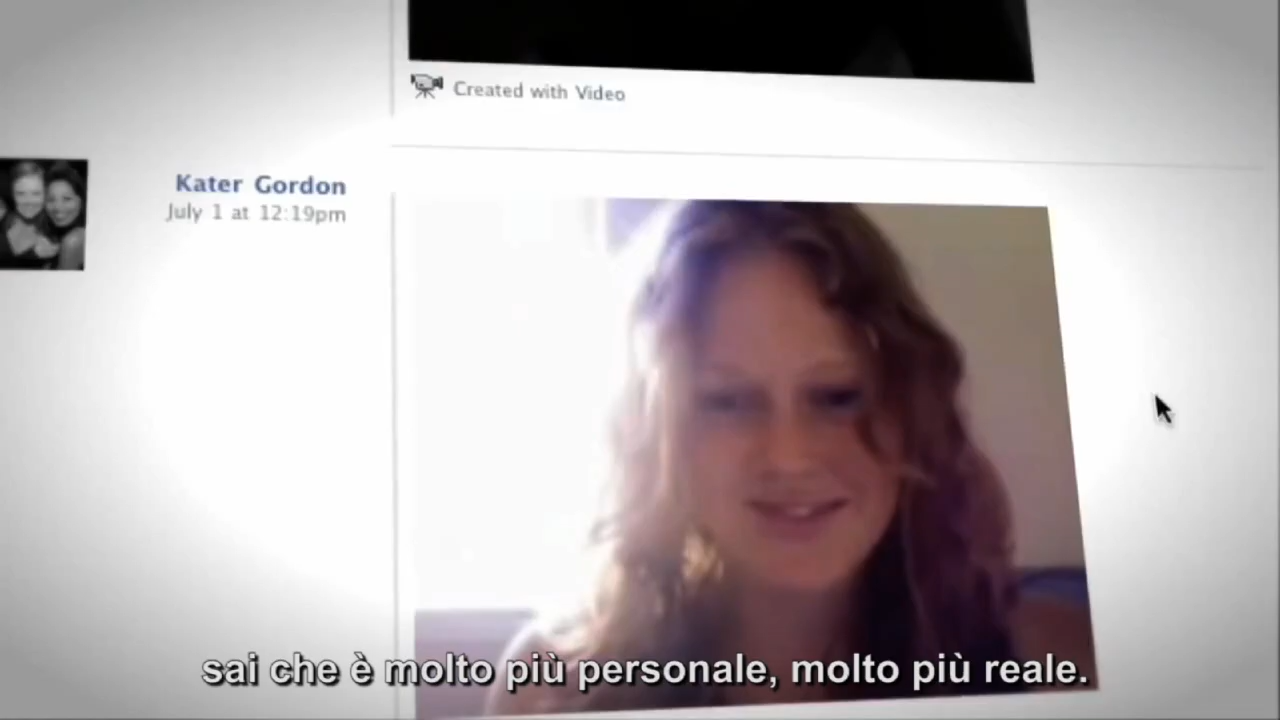 Created with Video
Kater Gordon
July 1 at 12:19pm
sai che è molto più personale, molto più reale.